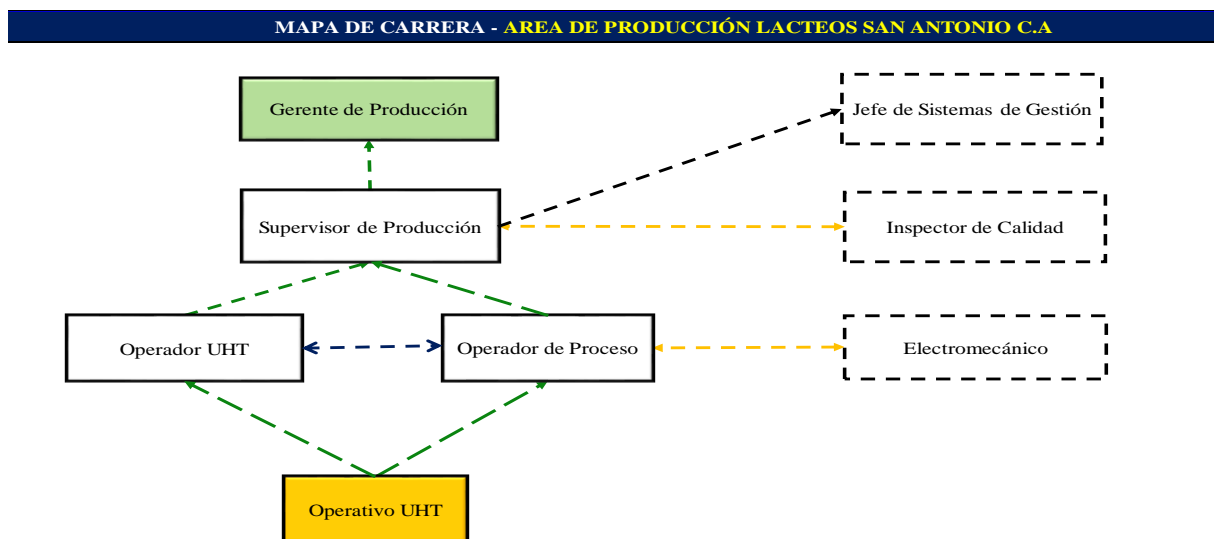 MAPA DE CARRERA - AREA DE PRODUCCIÓN LACTEOS SAN ANTONIO C.A
Gerente de Producción
Jefe de Sistemas de Gestión
Supervisor de Producción
Inspector de Calidad
Operador UHT
Operador de Proceso
Electromecánico
Operativo UHT